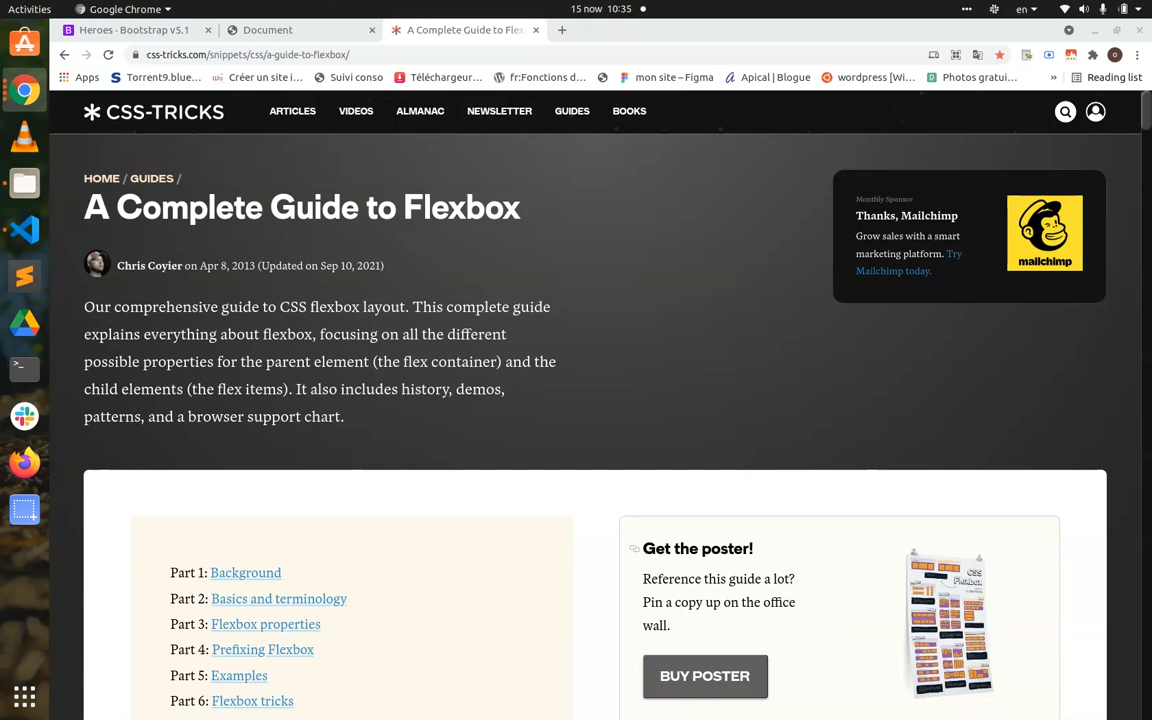 Activities Google Chrome 15 now 10:35 en
Heroes · Bootstrap v5.1 Document A Complete Guide to Flex
css-tricks.com/snippets/css/a-guide-to-flexbox/
Apps Torrent9.blue... Créer un site i... Suivi conso Téléchargeur... fr:Fonctions d... mon site – Figma Apical | Blogue wordpress [Wi... Photos gratui... » Reading list
CSS-TRICKS ARTICLES VIDEOS ALMANAC NEWSLETTER GUIDES BOOKS
HOME / GUIDES /
A Complete Guide to Flexbox
Chris Coyier on Apr 8, 2013 (Updated on Sep 10, 2021)
Our comprehensive guide to CSS flexbox layout. This complete guide
explains everything about flexbox, focusing on all the different
possible properties for the parent element (the flex container) and the
child elements (the flex items). It also includes history, demos,
patterns, and a browser support chart.
Monthly Sponsor
Thanks, Mailchimp
Grow sales with a smart
marketing platform. Try
Mailchimp today.
mailchimp
Part 1: Background
Part 2: Basics and terminology
Part 3: Flexbox properties
Part 4: Prefixing Flexbox
Part 5: Examples
Part 6: Flexbox tricks
Get the poster!
Reference this guide a lot?
Pin a copy up on the office
wall.
BUY POSTER
CSS
Flexbox